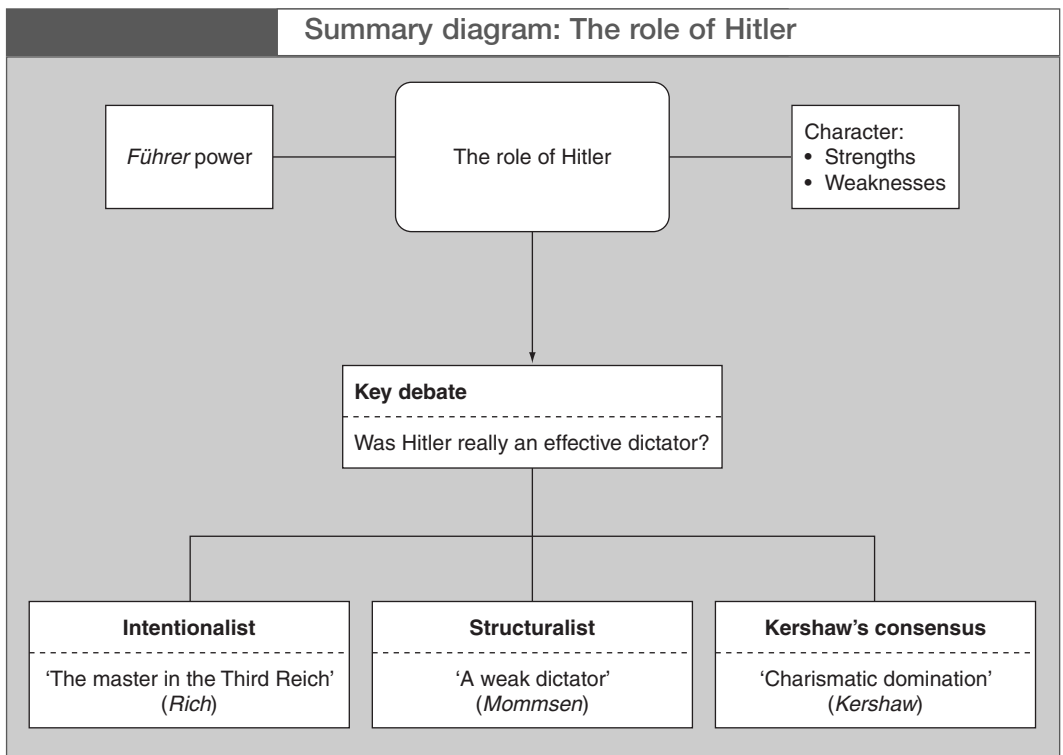 Summary diagram: The role of Hitler
Führer power
The role of Hitler
Character:
• Strengths
• Weaknesses
Key debate
Was Hitler really an effective dictator?
Intentionalist
‘The master in the Third Reich’
(Rich)
Structuralist
‘A weak dictator’
(Mommsen)
Kershaw’s consensus
‘Charismatic domination’
(Kershaw)